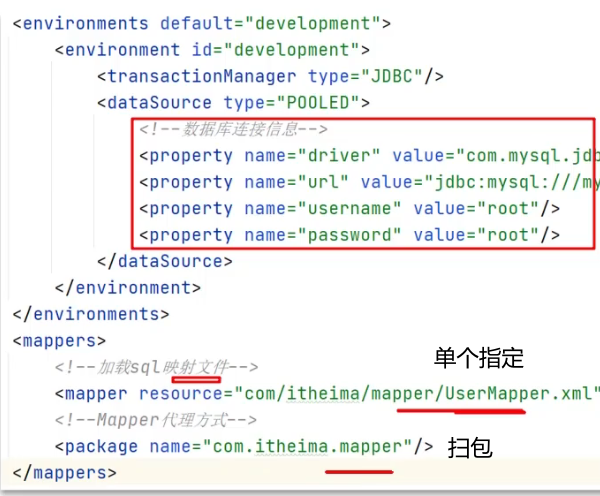 <environments default="development">
<environment id="development">
<transactionManager type="JDBC"/>
<dataSource type="POOLED">
<!--数据库连接信息-->
<property name="driver" value="com.mysql.jdb
<property name="url" value="jdbc:mysql:///my
<property name="username" value="root"/>
<property name="password" value="root"/>
</dataSource>
</environment>
</environments>
<mappers>
<!--加载sql映射文件-->
单个指定
<mapper resource="com/itheima/mapper/UserMapper.xml"
<!--Mapper代理方式-->
<package name="com.itheima.mapper"/> 扫包
</mappers>